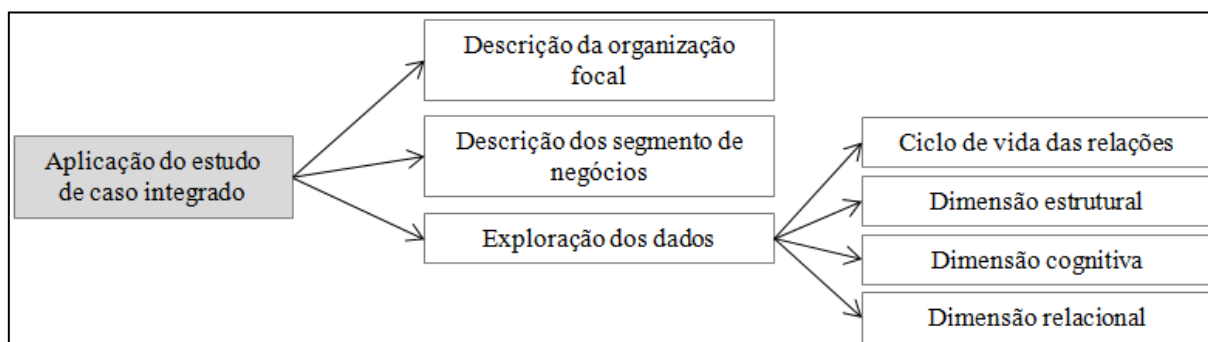 Descrição da organização
focal
Aplicação do estudo
de caso integrado
Descrição dos segmento de
negócios
Exploração dos dados
Ciclo de vida das relações
Dimensão estrutural
Dimensão cognitiva
Dimensão relacional